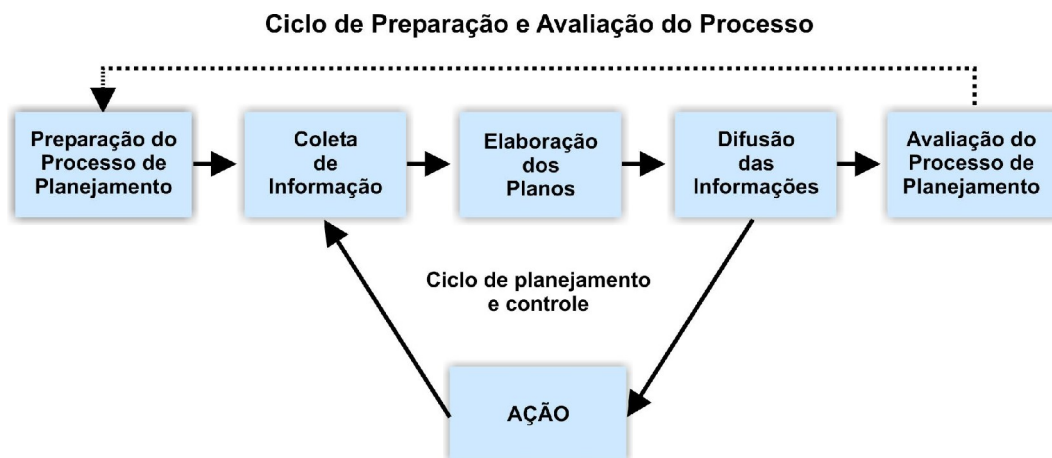 Ciclo de Preparação e Avaliação do Processo
Preparação do
Processo de
Planejamento
Coleta
de
Informação
Elaboração
dos
Planos
Difusão
das
Informações
Avaliação do
Processo de
Planejamento
Ciclo de planejamento
e controle
AÇÃO